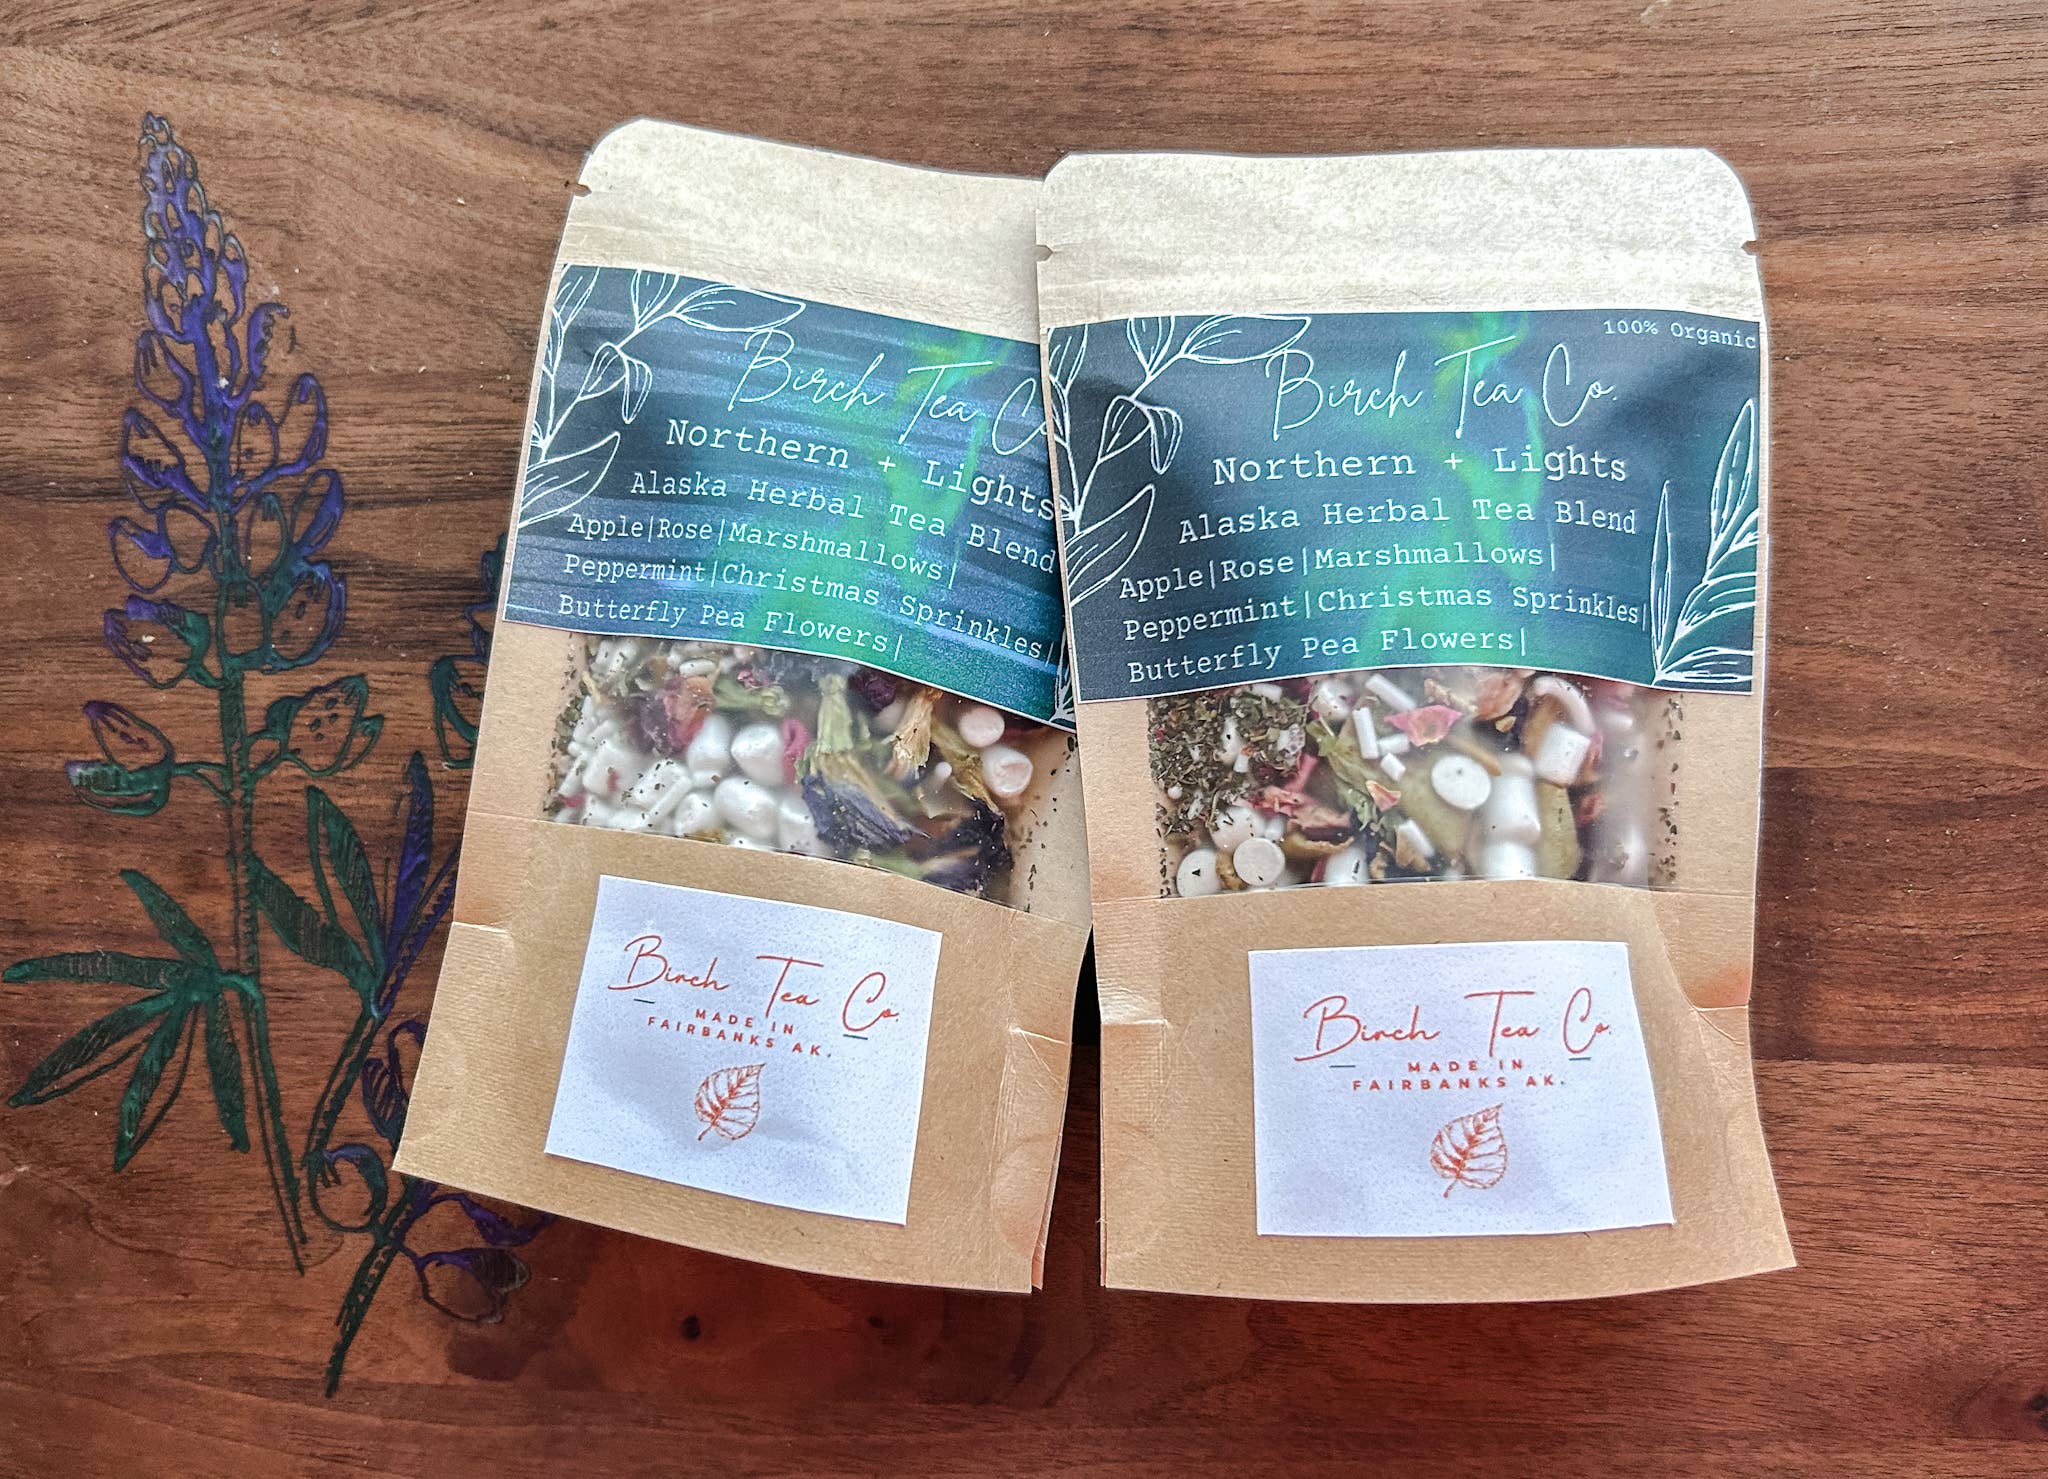 Birch Tea Co
Northern + Lights
Alaska Herbal Tea Blend
Apple|Rose|Marshmallows|
Peppermint|Christmas Sprinkles|
Butterfly Pea Flowers|
Birch Tea Co.
MADE IN
FAIRBANKS AK.
100% Organic
Birch Tea Co.
Northern + Lights
Alaska Herbal Tea Blend
Apple|Rose|Marshmallows|
Peppermint|Christmas Sprinkles|
Butterfly Pea Flowers|
Birch Tea Co.
MADE IN
FAIRBANKS AK.